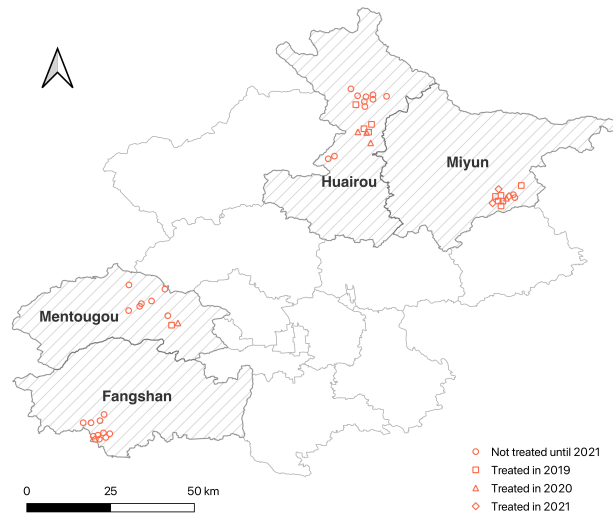 Huairou
Miyun
Mentougou
Fangshan
Not treated until 2021
Treated in 2019
Treated in 2020
Treated in 2021
0 25 50 km